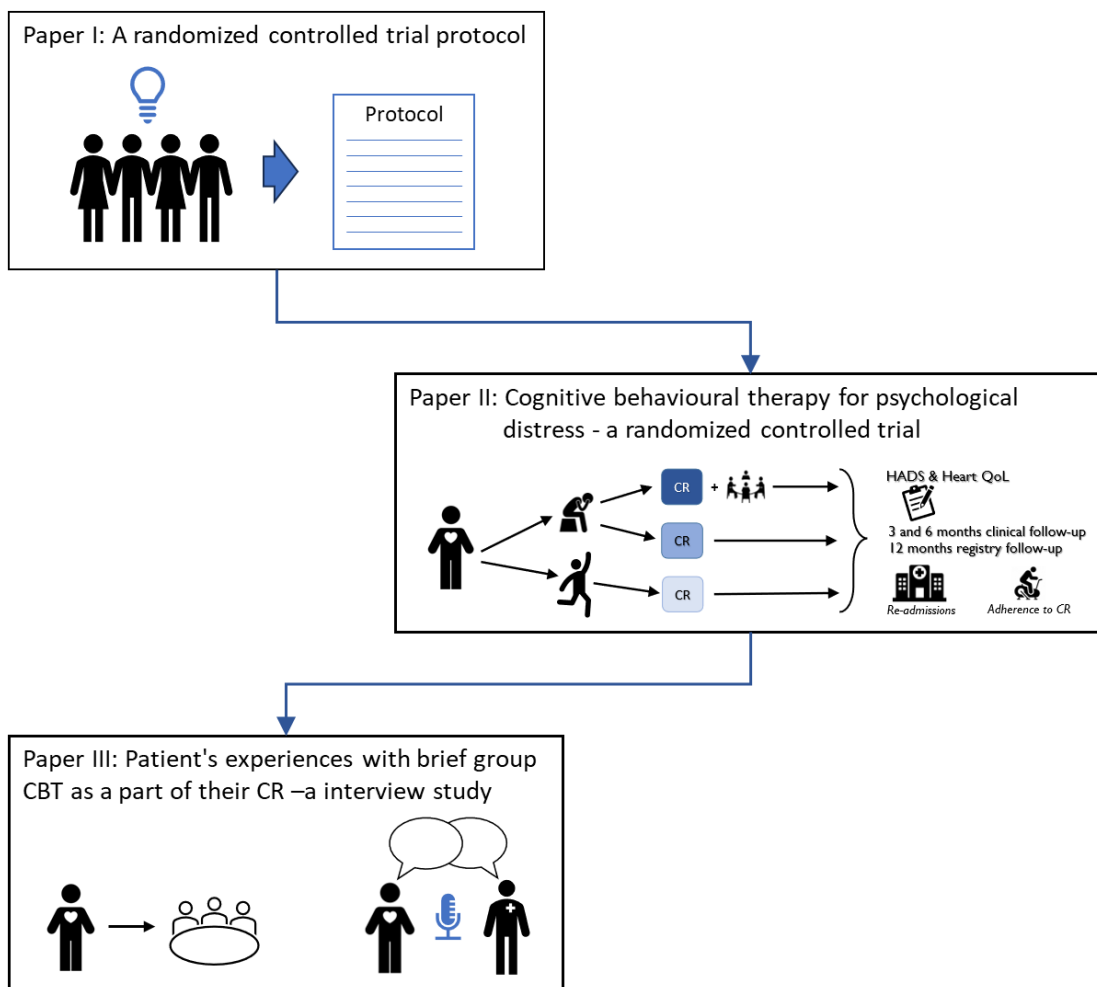 Paper I: A randomized controlled trial protocol
Protocol
Paper II: Cognitive behavioural therapy for psychological
distress - a randomized controlled trial
CR
+
CR
CR
HADS & Heart QoL
3 and 6 months clinical follow-up
12 months registry follow-up
Re-admissions
Adherence to CR
Paper III: Patient's experiences with brief group
CBT as a part of their CR –a interview study